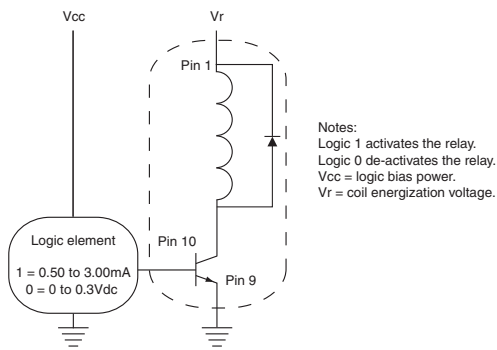 Vcc
Vr
Pin 1
Notes:
Logic 1 activates the relay.
Logic 0 de-activates the relay.
Vcc = logic bias power.
Vr = coil energization voltage.
Pin 10
Logic element
1 = 0.50 to 3.00mA
0 = 0 to 0.3Vdc
Pin 9